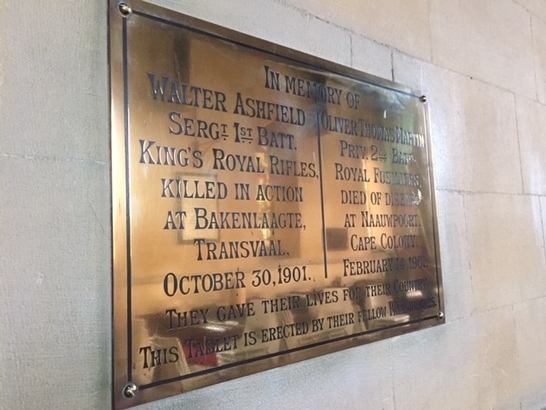 IN MEMORY OF
WALTER ASHFIELD
SERGT. 1ST BATT.
KING'S ROYAL RIFLES,
KILLED IN ACTION
AT BAKENLAAGTE,
TRANSVAAL,
OCTOBER 30, 1901.
OLIVER THOMAS MARTIN
PRIV. 2ND BATT.
ROYAL FUSILIERS,
DIED OF DISEASE
AT NAAUWPOORT,
CAPE COLONY.
FEBRUARY
THEY GAVE THEIR LIVES FOR THEIR COUNTRY.
THIS TABLET IS ERECTED BY THEIR FELLOW